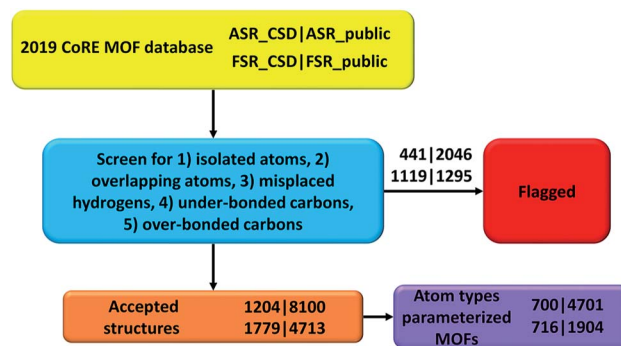 2019 CoRE MOF database
ASR_CSD|ASR_public
FSR_CSD|FSR_public
Screen for 1) isolated atoms, 2)
overlapping atoms, 3) misplaced
hydrogens, 4) under-bonded carbons,
5) over-bonded carbons
441|2046
1119|1295
Flagged
Accepted
structures
1204|8100
1779|4713
Atom types
parameterized
MOFs
700|4701
716|1904